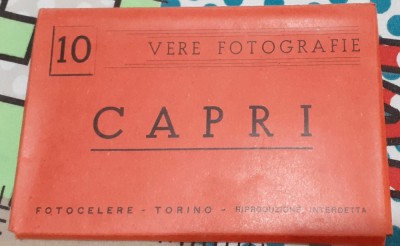 10 VERE FOTOGRAFIE
CAPRI
FOTOCELERE - TORINO - RIPRODUZIONE INTERDETTA